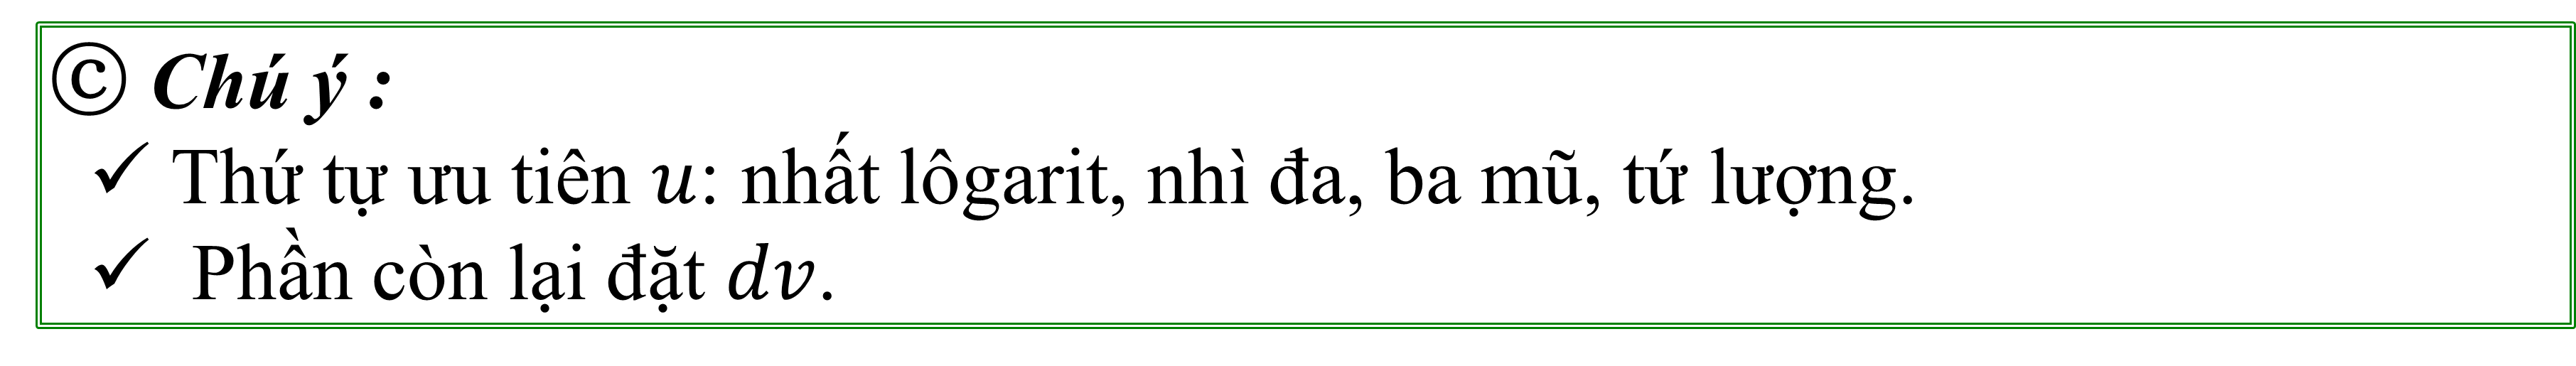 © Chú ý :
✓ Thứ tự ưu tiên u: nhất lôgarit, nhì đa, ba mũ, tứ lượng.
✓ Phần còn lại đặt dv.